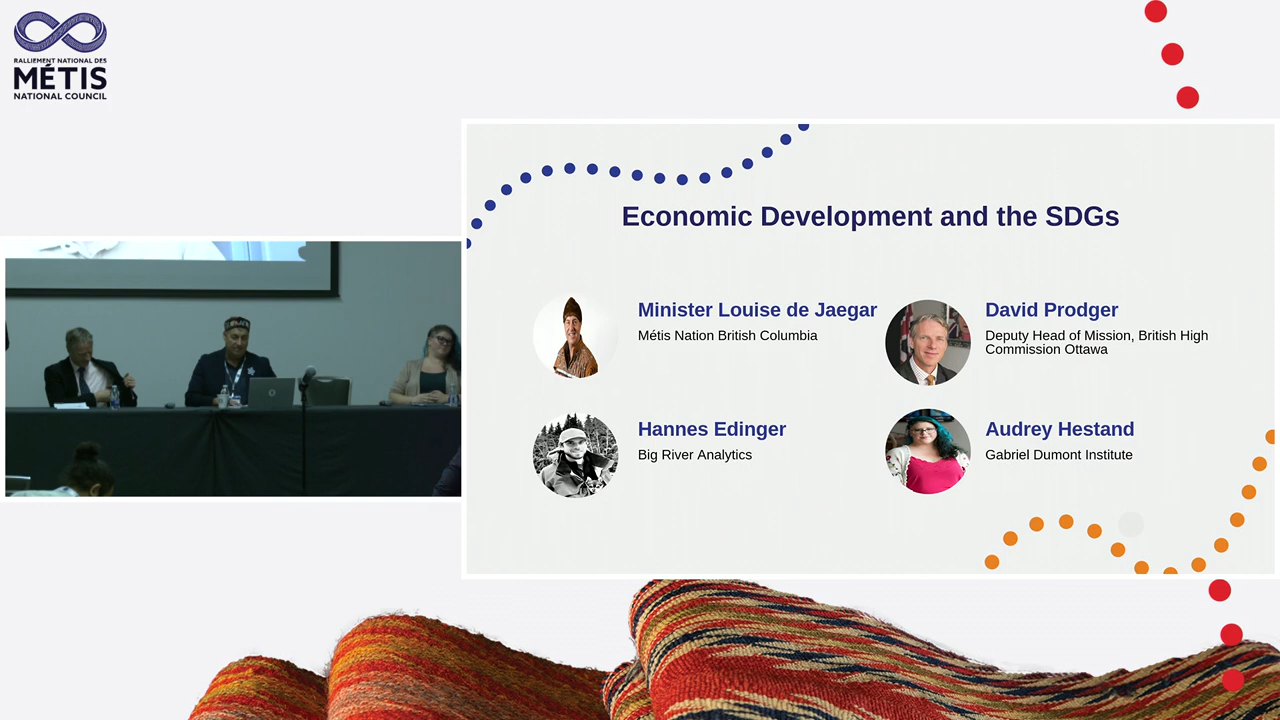 RALLIEMENT NATIONAL DES
MÉTIS
NATIONAL COUNCIL
Economic Development and the SDGs
Minister Louise de Jaegar
Métis Nation British Columbia
David Prodger
Deputy Head of Mission, British High
Commission Ottawa
Hannes Edinger
Big River Analytics
Audrey Hestand
Gabriel Dumont Institute